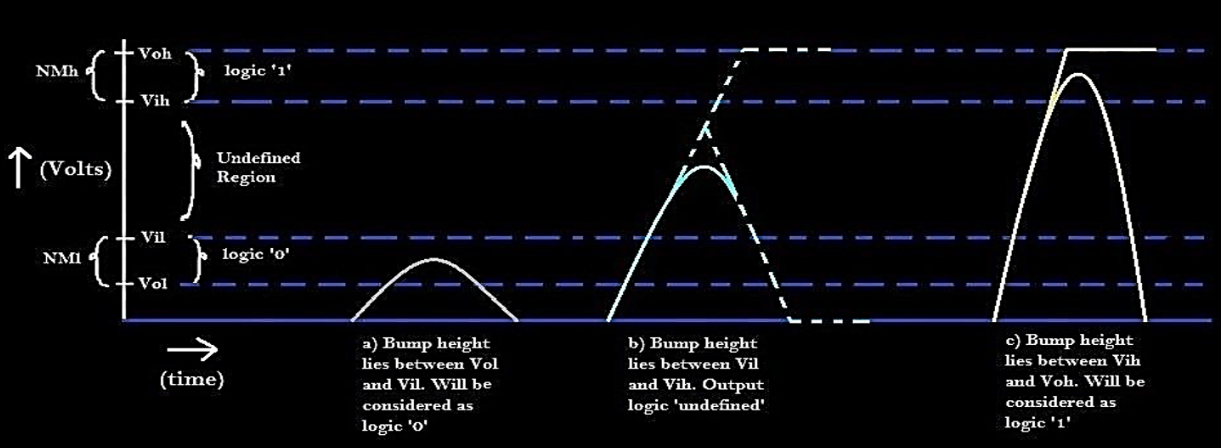 Voh
NMh
logic '1'
Vih
Undefined
Region
(Volts)
Vil
NMl
logic '0'
Vol
(time)
a) Bump height
lies between Vol
and Vil. Will be
considered as
logic '0'
b) Bump height
lies between Vil
and Vih. Output
logic 'undefined'
c) Bump height
lies between Vih
and Voh. Will be
considered as
logic '1'